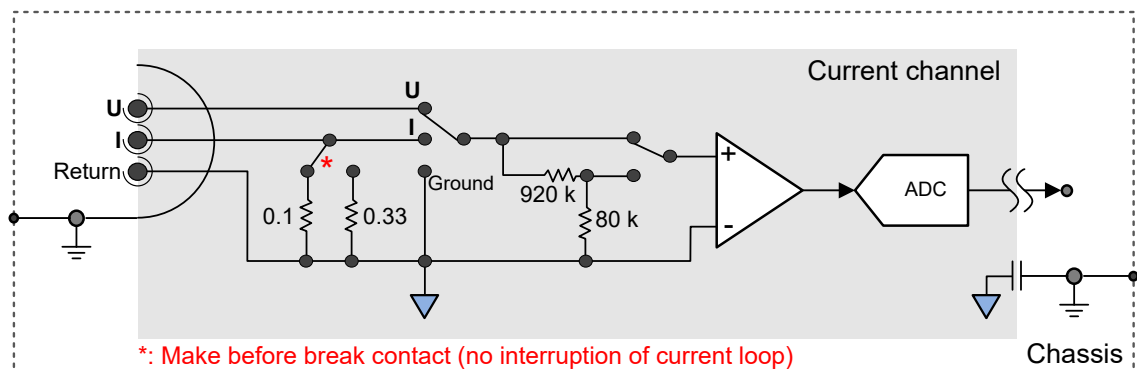 Current channel
U
U
I
I
Return
*
Ground
920 k
0.1
0.33
80 k
+
-
ADC
*: Make before break contact (no interruption of current loop)
Chassis